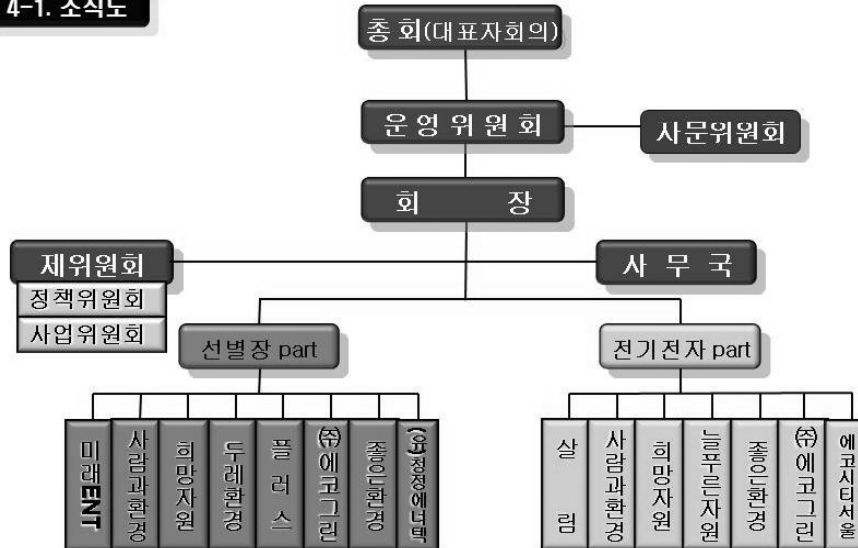 4-1. 조직도
총 회(대표자회의)
운 영 위 원 회
사문위원회
회 장
제위원회
사 무 국
정책위원회
사업위원회
선별장 part
전기전자 part
미래ENT
사람과환경
희망자원
두레환경
플러스
㈜에코그린
좋은환경
(유)청정에너텍
살림
사람과환경
희망자원
늘푸른자원
좋은환경
㈜에코그린
에코시티서울